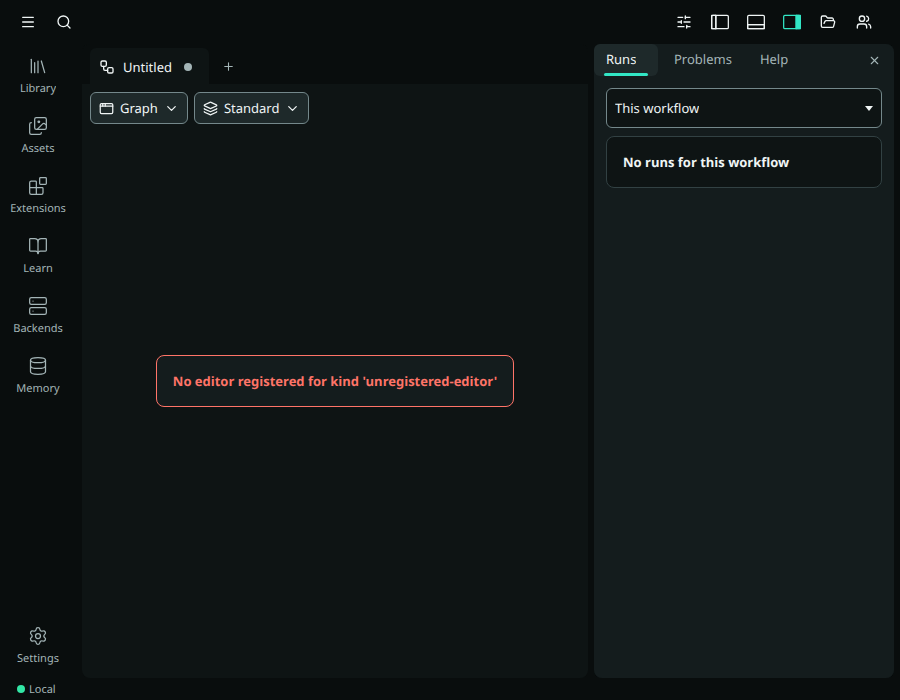 Library
Assets
Extensions
Learn
Backends
Memory
Settings
Local
Untitled
Graph
Standard
No editor registered for kind 'unregistered-editor'
Runs
Problems
Help
This workflow
No runs for this workflow